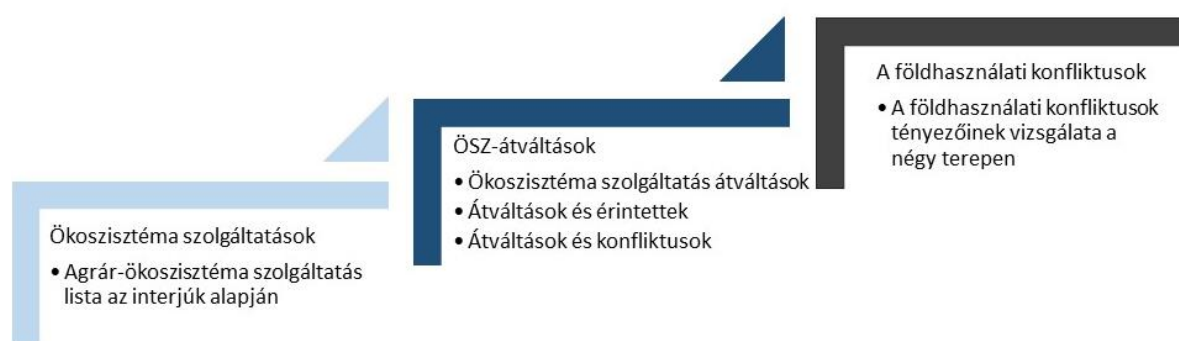 Ökoszisztéma szolgáltatások
• Agrár-ökoszisztéma szolgáltatás
lista az interjúk alapján
ÖSZ-átváltások
• Ökoszisztéma szolgáltatás átváltások
• Átváltások és érintettek
• Átváltások és konfliktusok
A földhasználati konfliktusok
• A földhasználati konfliktusok
tényezőinek vizsgálata a
négy terepen